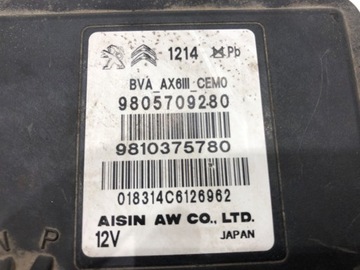 1214 Pb
BVA_AX6III_CEMO
9805709280
9810375780
018314C6126962
AISIN AW CO., LTD.
12V JAPAN
N P